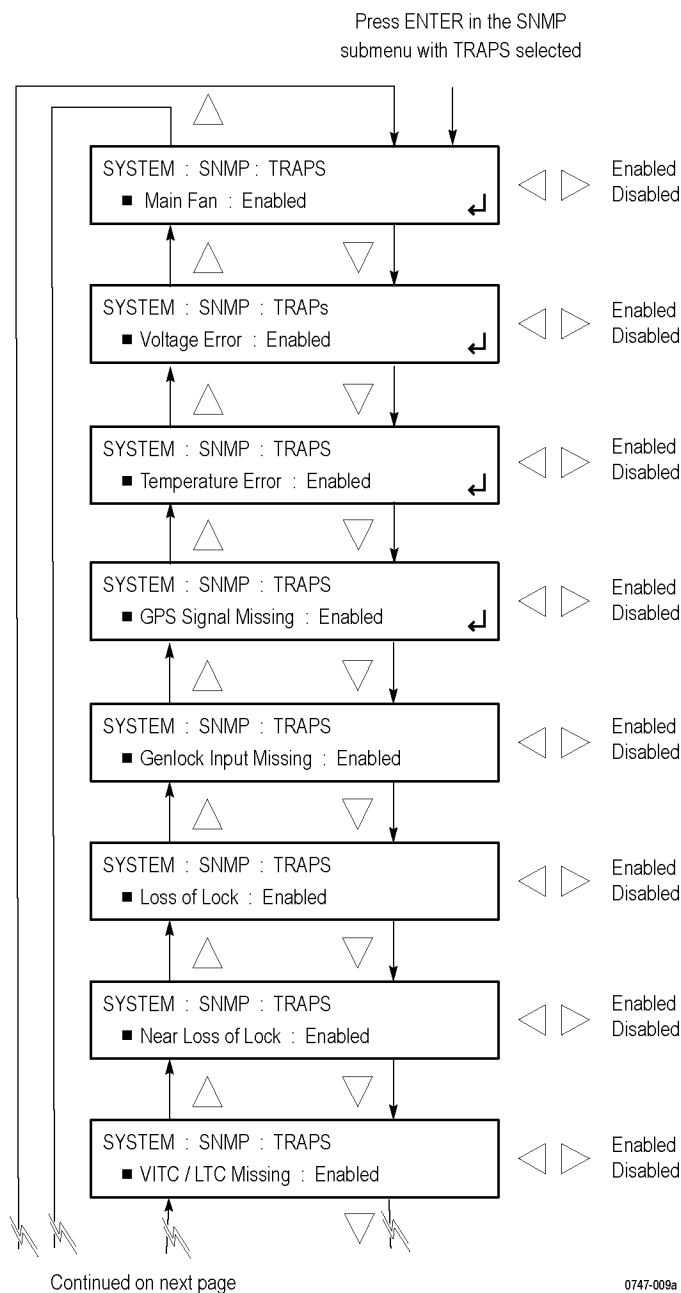 Press ENTER in the SNMP
submenu with TRAPS selected
SYSTEM : SNMP : TRAPS
■ Main Fan : Enabled
Enabled
Disabled
SYSTEM : SNMP : TRAPs
■ Voltage Error : Enabled
Enabled
Disabled
SYSTEM : SNMP : TRAPS
■ Temperature Error : Enabled
Enabled
Disabled
SYSTEM : SNMP : TRAPS
■ GPS Signal Missing : Enabled
Enabled
Disabled
SYSTEM : SNMP : TRAPS
■ Genlock Input Missing : Enabled
Enabled
Disabled
SYSTEM : SNMP : TRAPS
■ Loss of Lock : Enabled
Enabled
Disabled
SYSTEM : SNMP : TRAPS
■ Near Loss of Lock : Enabled
Enabled
Disabled
SYSTEM : SNMP : TRAPS
■ VITC / LTC Missing : Enabled
Enabled
Disabled
Continued on next page
0747-009a